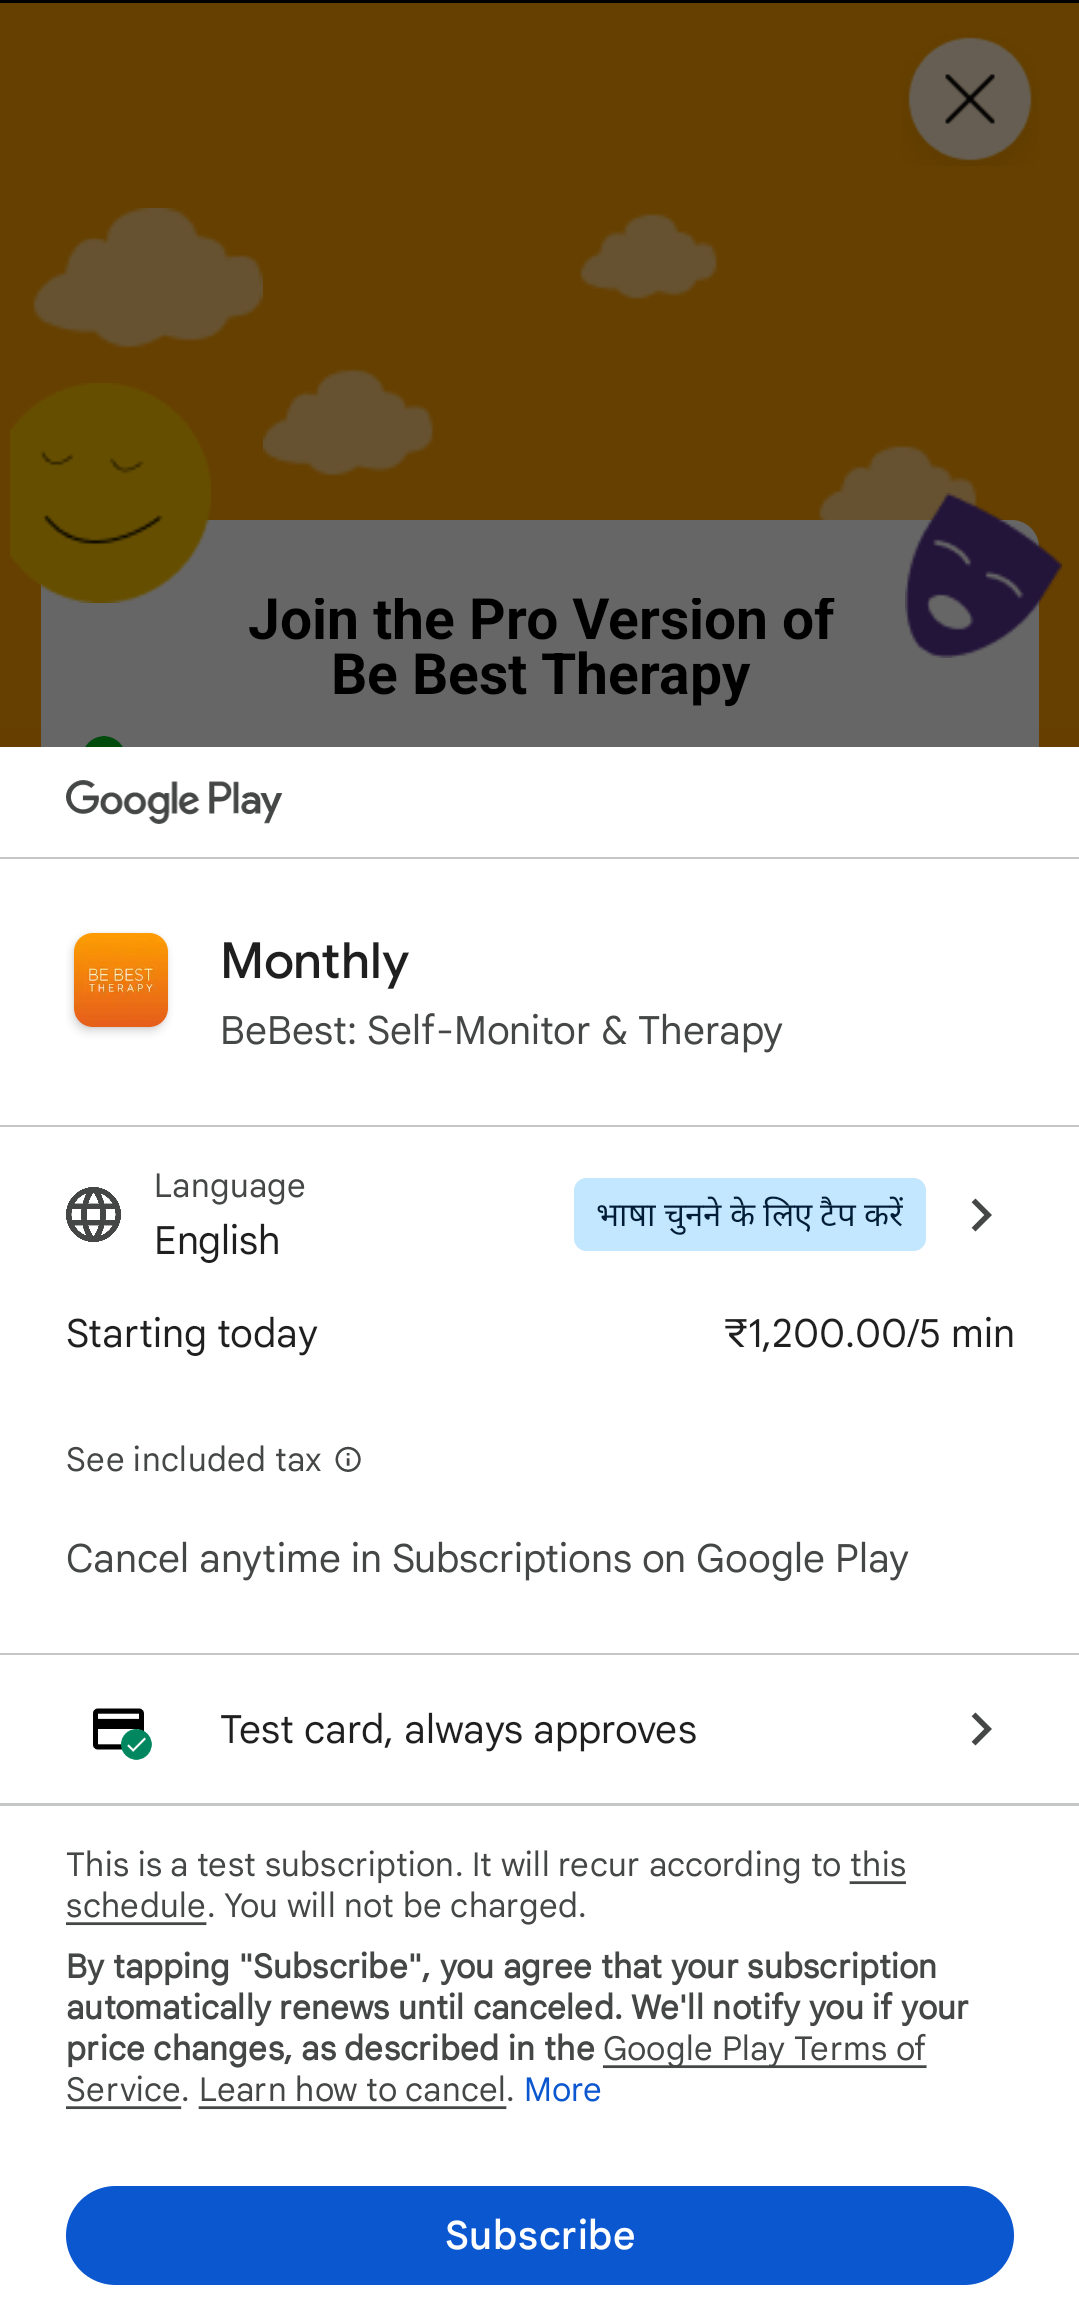 Join the Pro Version of
Be Best Therapy
Google Play
BE BEST
THERAPY
Monthly
BeBest: Self-Monitor & Therapy
Language
English
भाषा चुनने के लिए टैप करें
Starting today
₹1,200.00/5 min
See included tax
Cancel anytime in Subscriptions on Google Play
Test card, always approves
This is a test subscription. It will recur according to this
schedule. You will not be charged.
By tapping "Subscribe", you agree that your subscription
automatically renews until canceled. We'll notify you if your
price changes, as described in the Google Play Terms of
Service. Learn how to cancel. More
Subscribe